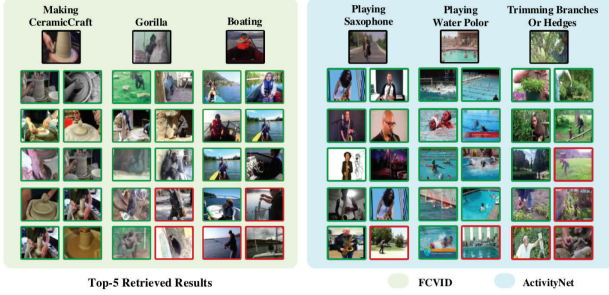 Making
CeramicCraft
Gorilla
Boating
Playing
Saxophone
Playing
Water Polor
Trimming Branches
Or Hedges
Top-5 Retrieved Results
FCVID
ActivityNet